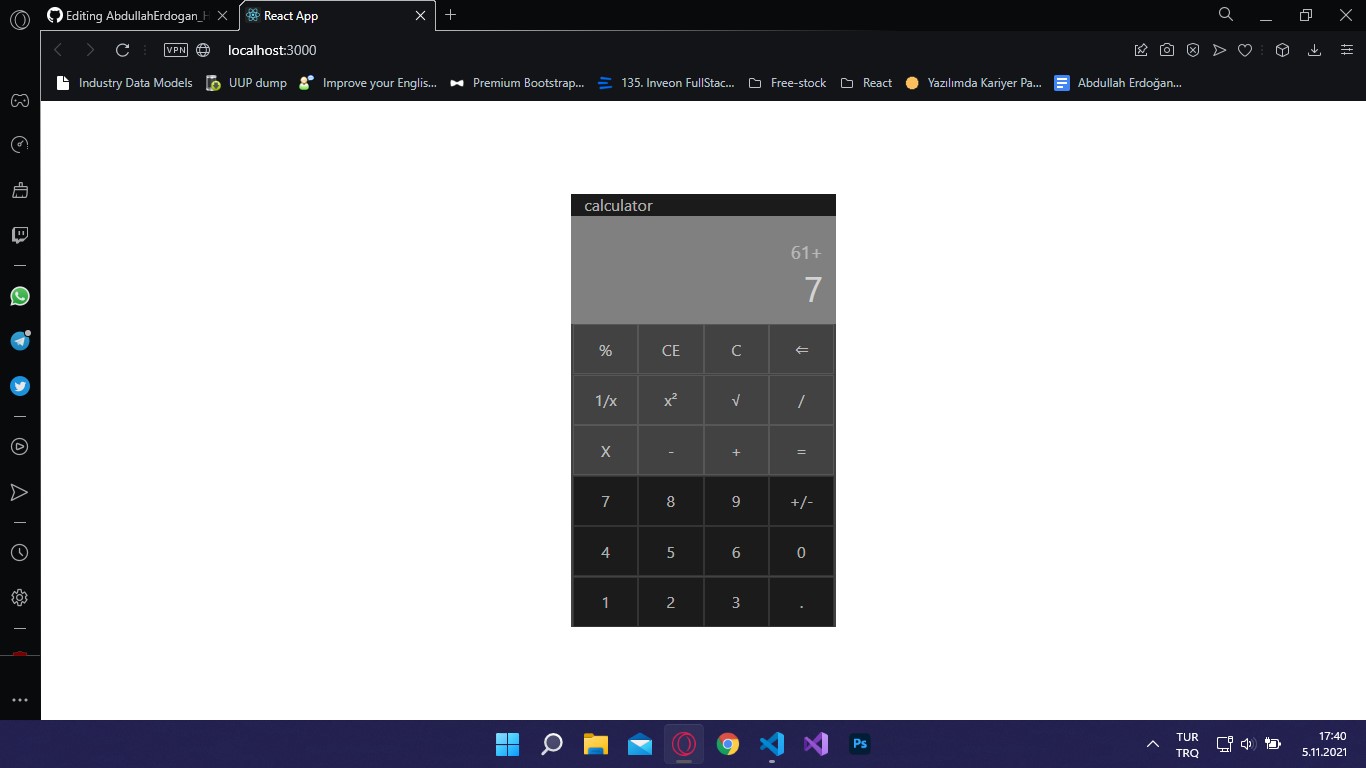 Editing AbdullahErdogan_H
React App
VPN
localhost:3000
Industry Data Models
UUP dump
Improve your Englis...
Premium Bootstrap...
135. Inveon FullStac...
Free-stock
React
Yazılımda Kariyer Pa...
Abdullah Erdoğan...
calculator
61+
7
% CE C ⇐
1/x x² √ /
X - + =
7 8 9 +/-
4 5 6 0
1 2 3 .
Ps
TUR
TRQ
17:40
5.11.2021